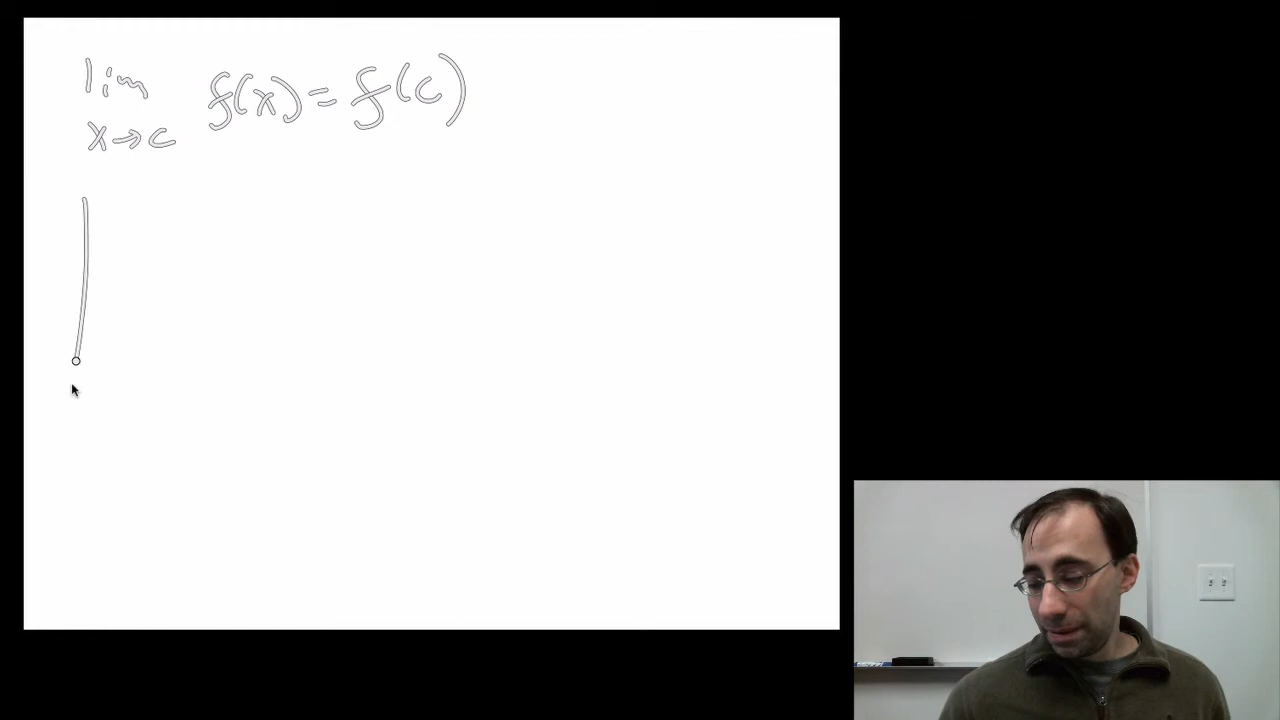 lim f(x) = f(c)
x→c